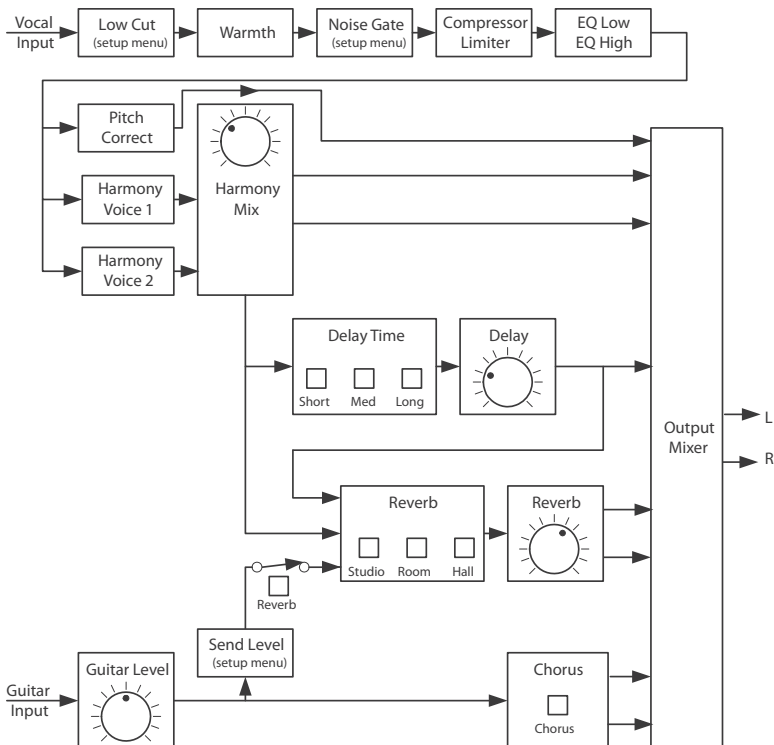 Vocal
Input
Low Cut
(setup menu)
Warmth
Noise Gate
(setup menu)
Compressor
Limiter
EQ Low
EQ High
Pitch
Correct
Harmony
Voice 1
Harmony
Voice 2
Harmony
Mix
Delay Time
Short Med Long
Delay
Output
Mixer
L
R
Reverb
Studio Room Hall
Reverb
Reverb
Send Level
(setup menu)
Guitar
Input
Guitar Level
Chorus
Chorus